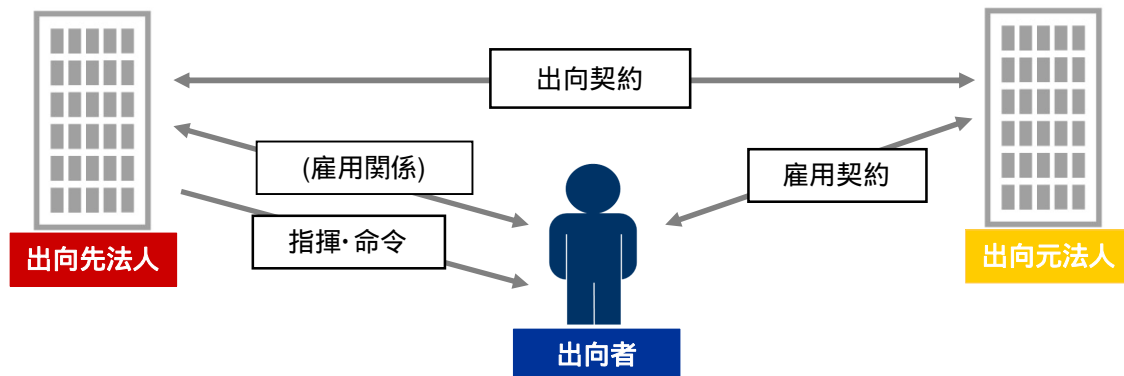 出向契約
(雇用関係)
雇用契約
指揮・命令
出向先法人
出向元法人
出向者